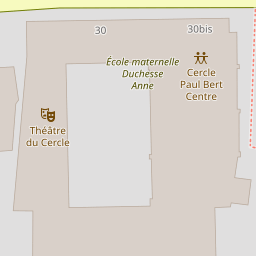 30
30bis
École maternelle
Duchesse
Anne
Cercle
Paul Bert
Centre
Théâtre
du Cercle